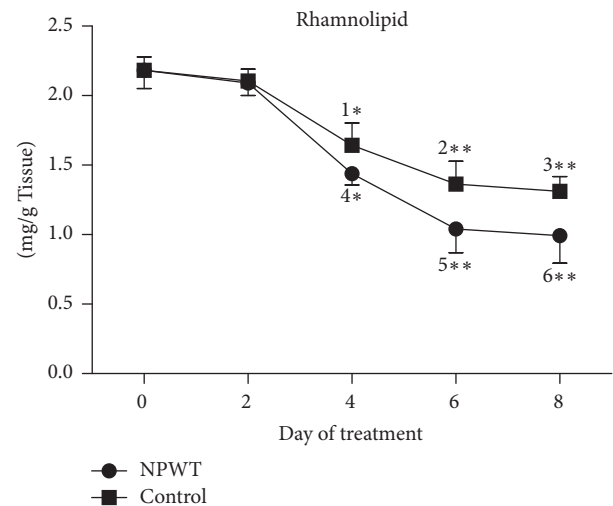 Rhamnolipid
2.5
2.0
1.5
1.0
0.5
0.0
(mg/g Tissue)
1*
2**
3**
4*
5**
6**
0 2 4 6 8
Day of treatment
NPWT
Control